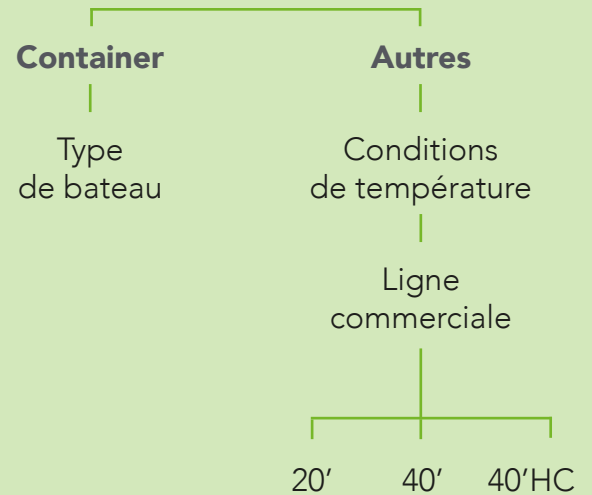 Container
Autres
Type
de bateau
Conditions
de température
Ligne
commerciale
20’
40’
40’HC